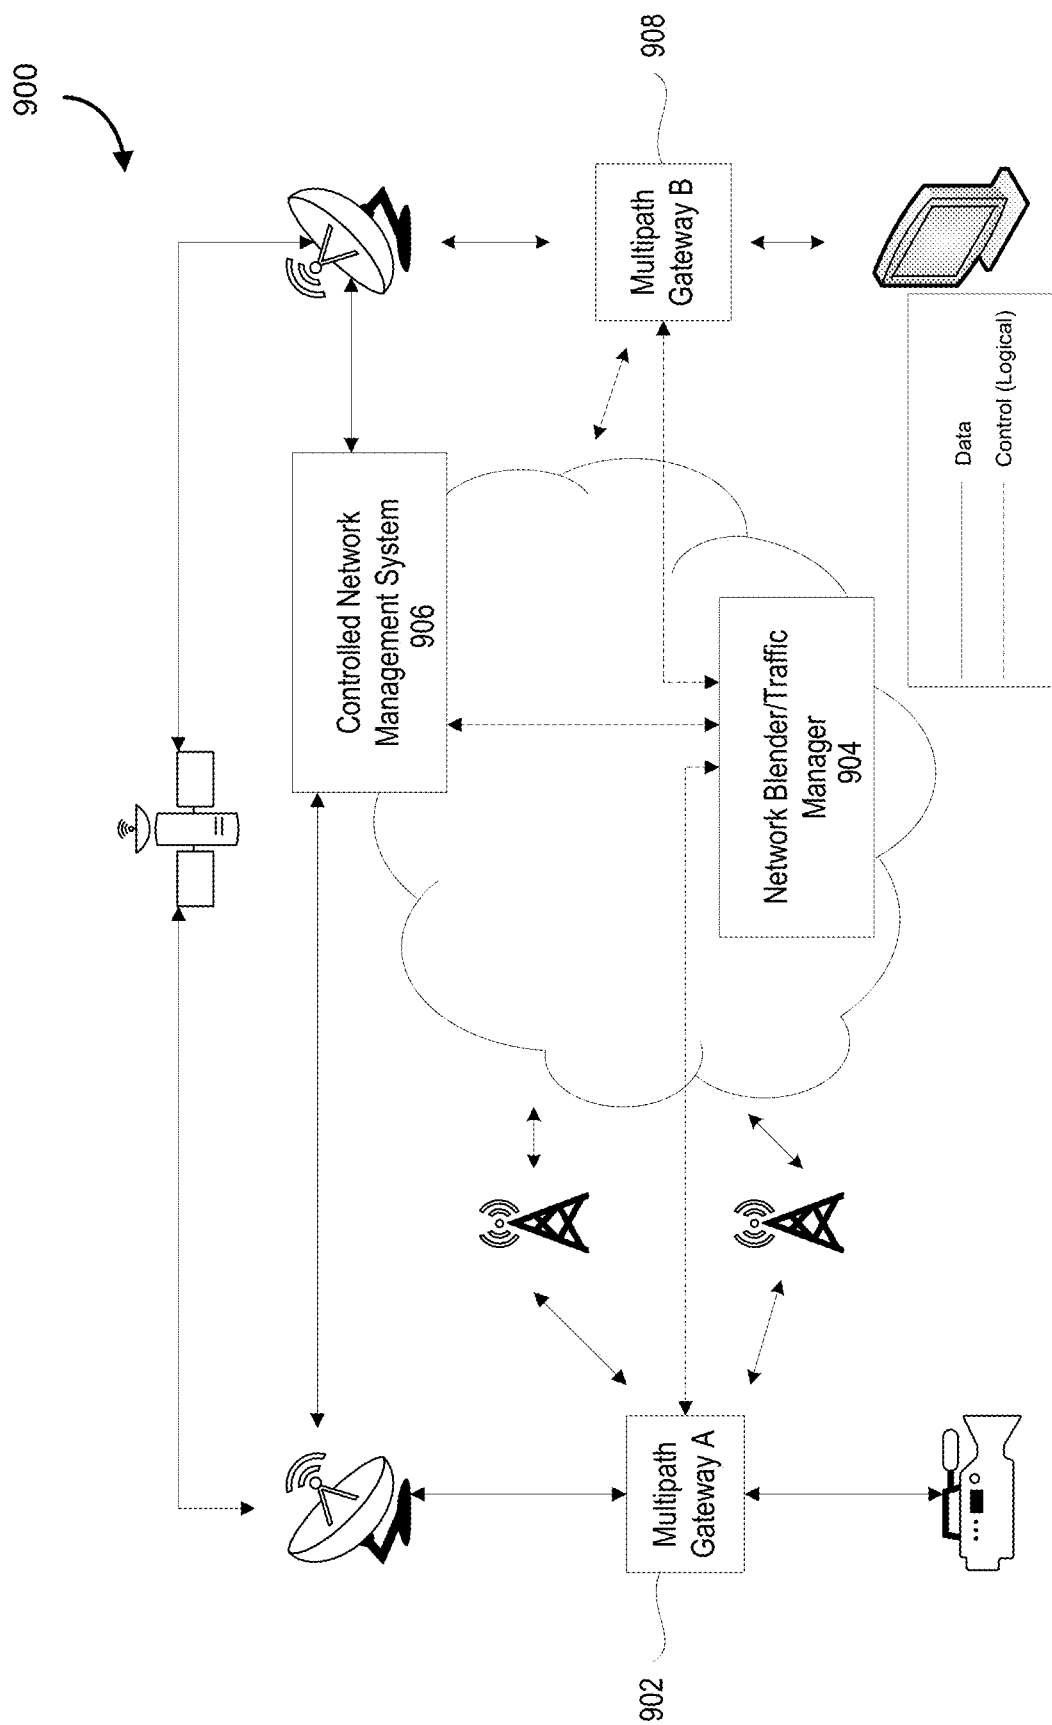 900
908
Multipath
Gateway B
Controlled Network
Management System
906
Network Blender/Traffic
Manager
904
Data
Control (Logical)
Multipath
Gateway A
902